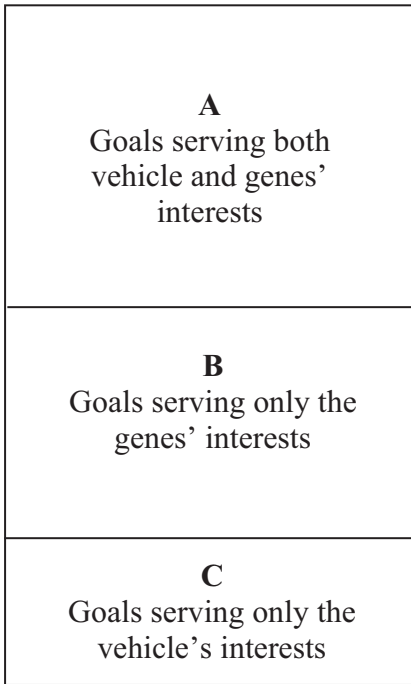 A
Goals serving both
vehicle and genes’
interests
B
Goals serving only the
genes’ interests
C
Goals serving only the
vehicle’s interests